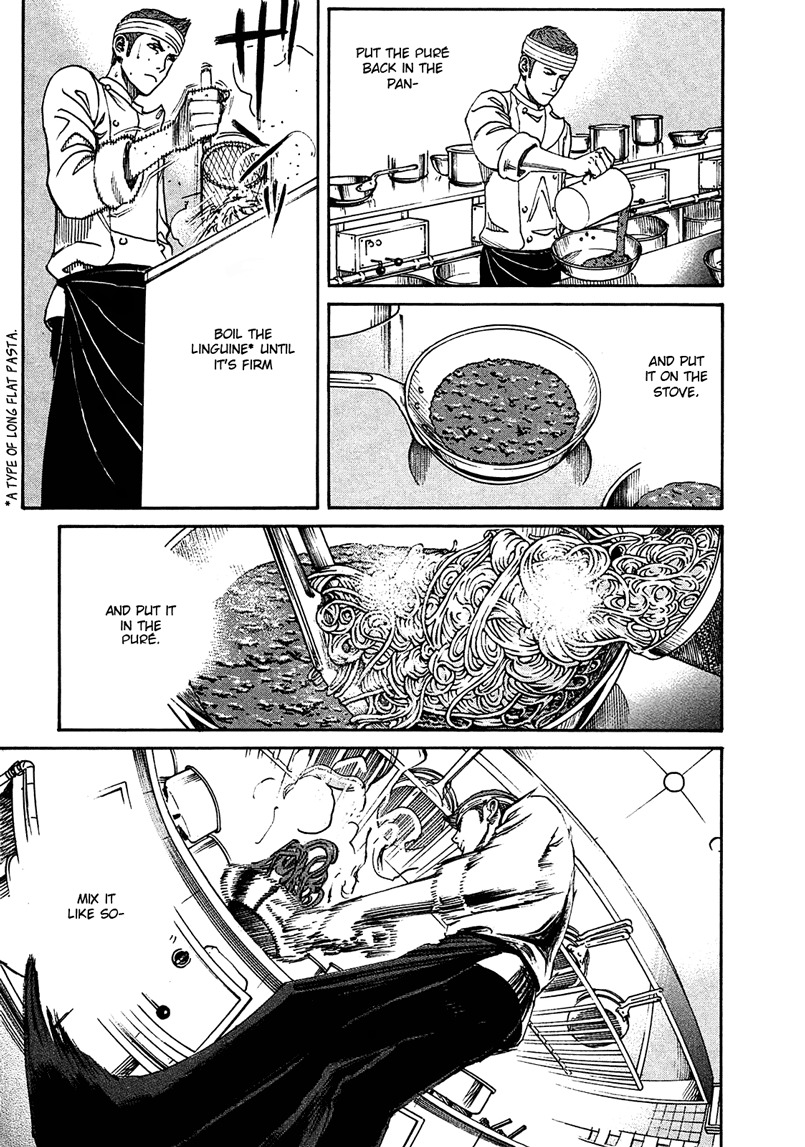 PUT THE PURÉ
BACK IN THE
PAN-
AND PUT
IT ON THE
STOVE.
BOIL THE
LINGUINE* UNTIL
IT'S FIRM
*A TYPE OF LONG FLAT PASTA.
AND PUT IT
IN THE
PURÉ.
MIX IT
LIKE SO-